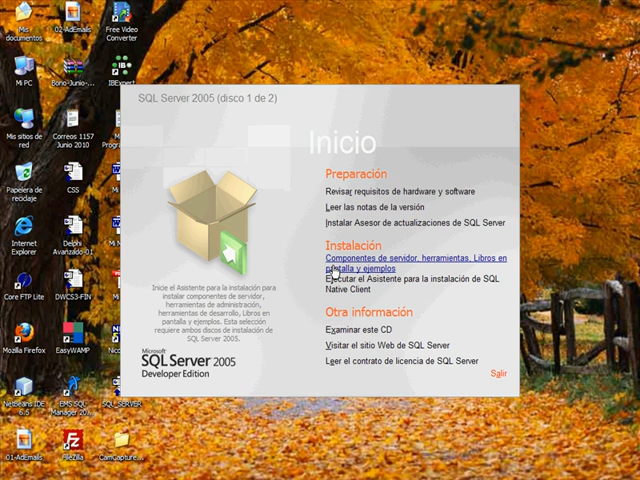 Mis
documentos
02-AdEmails
Free Video
Converter
Mi PC
Bono-Junio-...
IBExpert
SQL Server 2005 (disco 1 de 2)
Mis sitios de
red
Correos 1157
Junio 2010
Inicio
Preparación
Revisar requisitos de hardware y software
Leer las notas de la versión
Instalar Asesor de actualizaciones de SQL Server
Papelera de
reciclaje
CSS
Instalación
Componentes de servidor, herramientas, Libros en
pantalla y ejemplos
Ejecutar el Asistente para la instalación de SQL
Native Client
Internet
Explorer
Delphi
Avanzado-01
Inicie el Asistente para la instalación para
instalar componentes de servidor,
herramientas de administración,
herramientas de desarrollo, Libros en
pantalla y ejemplos. Esta selección
requiere ambos discos de instalación de
SQL Server 2005.
Core FTP Lite
DWCS3-FIN
Otra información
Examinar este CD
Visitar el sitio Web de SQL Server
Leer el contrato de licencia de SQL Server
Salir
Mozilla Firefox
EasyWAMP
Microsoft
SQL Server 2005
Developer Edition
NetBeans IDE
6.5
EMS SQL
Manager 20...
SQL_SERVER
01-AdEmails
FileZilla
CamCapture...